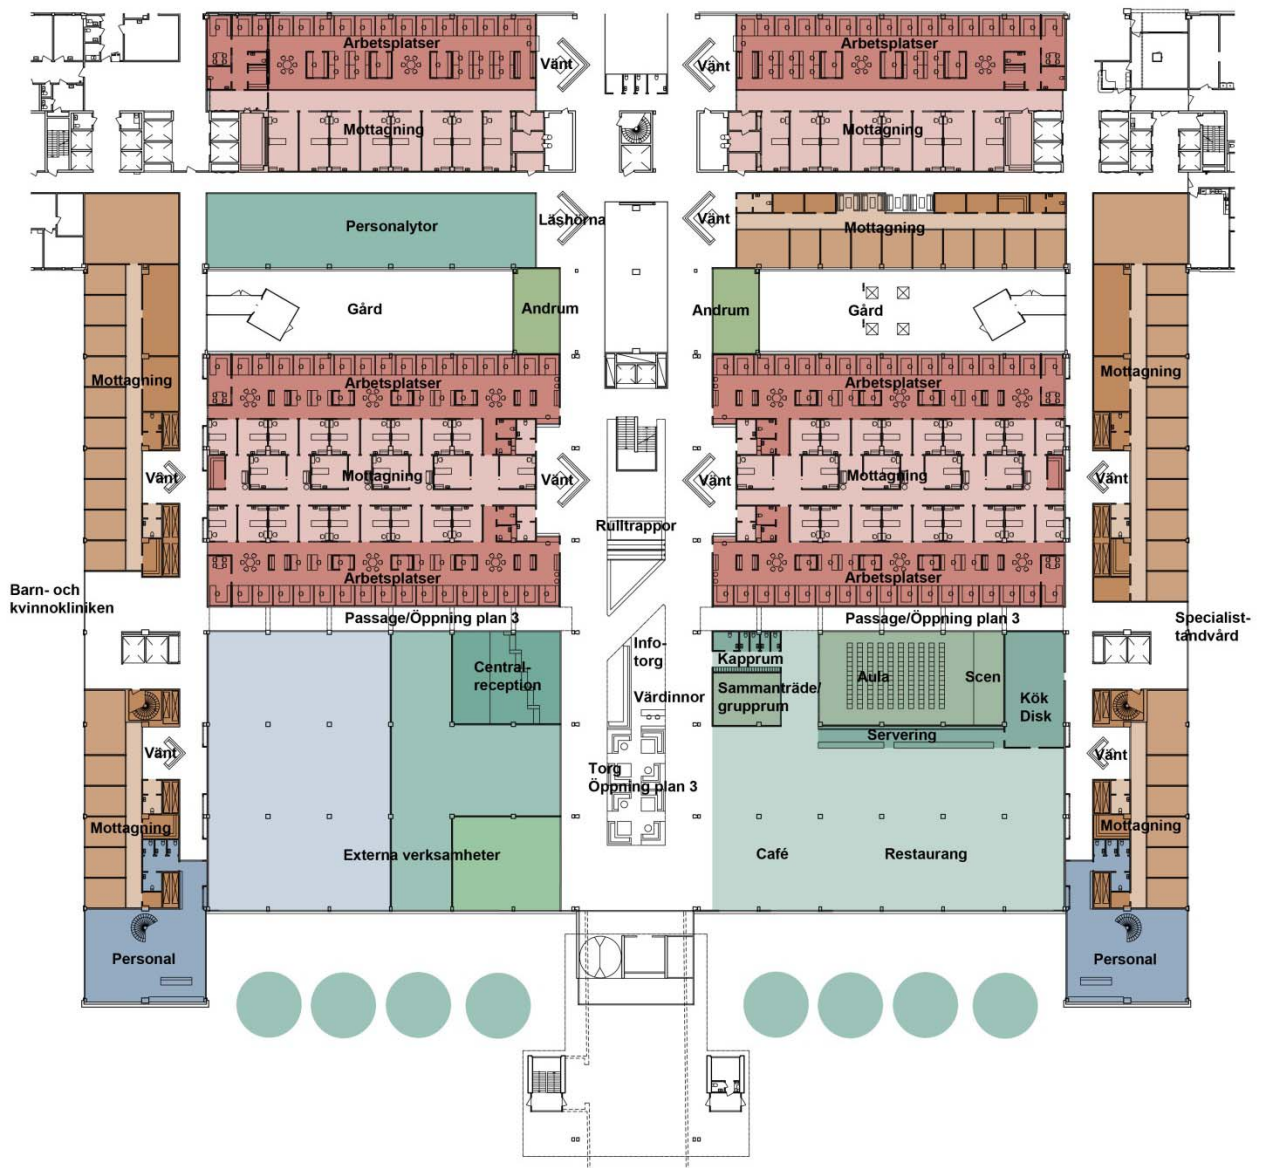 Arbetsplatser
Vänt
Vänt
Arbetsplatser
Mottagning
Mottagning
Personalytor
Läshörna
Vänt
Mottagning
Gård
Andrum
Andrum
Gård
Mottagning
Arbetsplatser
Arbetsplatser
Mottagning
Vänt
Mottagning
Vänt
Vänt
Mottagning
Vänt
Rulltrappor
Arbetsplatser
Arbetsplatser
Barn- och
kvinnokliniken
Passage/Öppning plan 3
Passage/Öppning plan 3
Specialist-
tandvård
Info-
torg
Central-
reception
Värdinnor
Kapprum
Sammanträde/
grupprum
Aula
Scen
Kök
Disk
Servering
Vänt
Torg
Öppning plan 3
Vänt
Mottagning
Externa verksamheter
Café
Restaurang
Mottagning
Personal
Personal